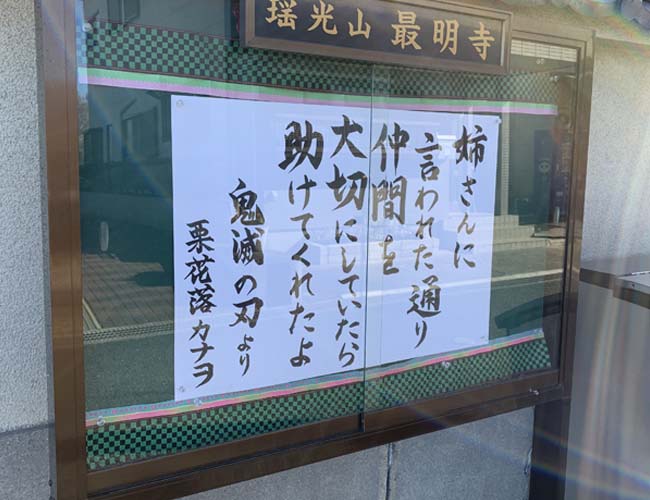 瑶光山 最明寺
姉さんに
言われた通り
仲間を
大切にしていたら
助けてくれたよ
鬼滅の刃より
栗花落カナヲ